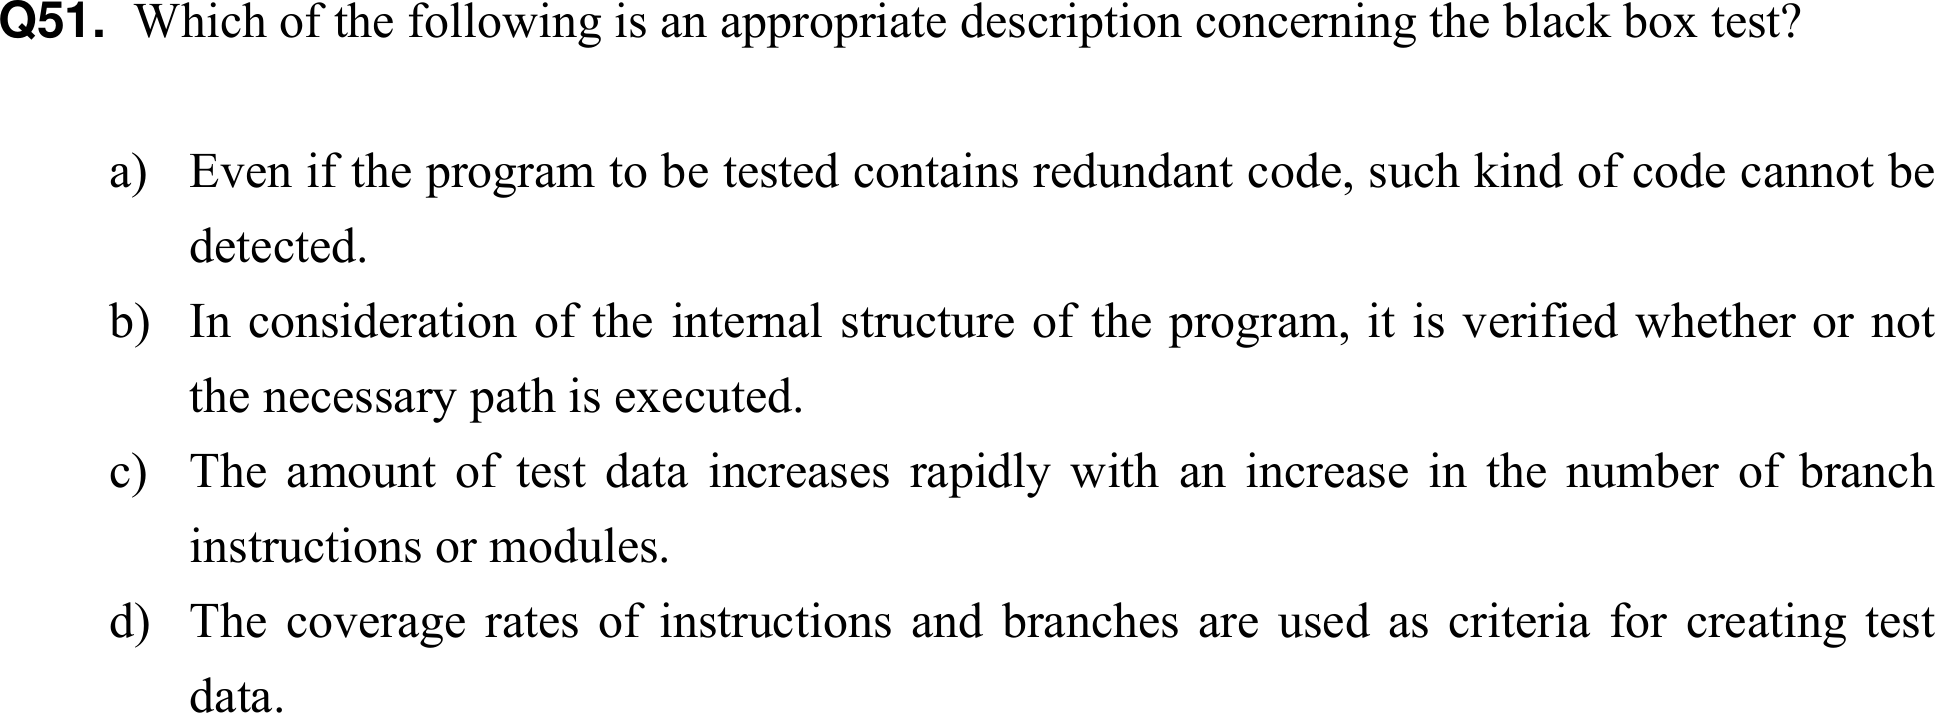 Q51. Which of the following is an appropriate description concerning the black box test?
a) Even if the program to be tested contains redundant code, such kind of code cannot be
detected.
b) In consideration of the internal structure of the program, it is verified whether or not
the necessary path is executed.
c) The amount of test data increases rapidly with an increase in the number of branch
instructions or modules.
d) The coverage rates of instructions and branches are used as criteria for creating test
data.